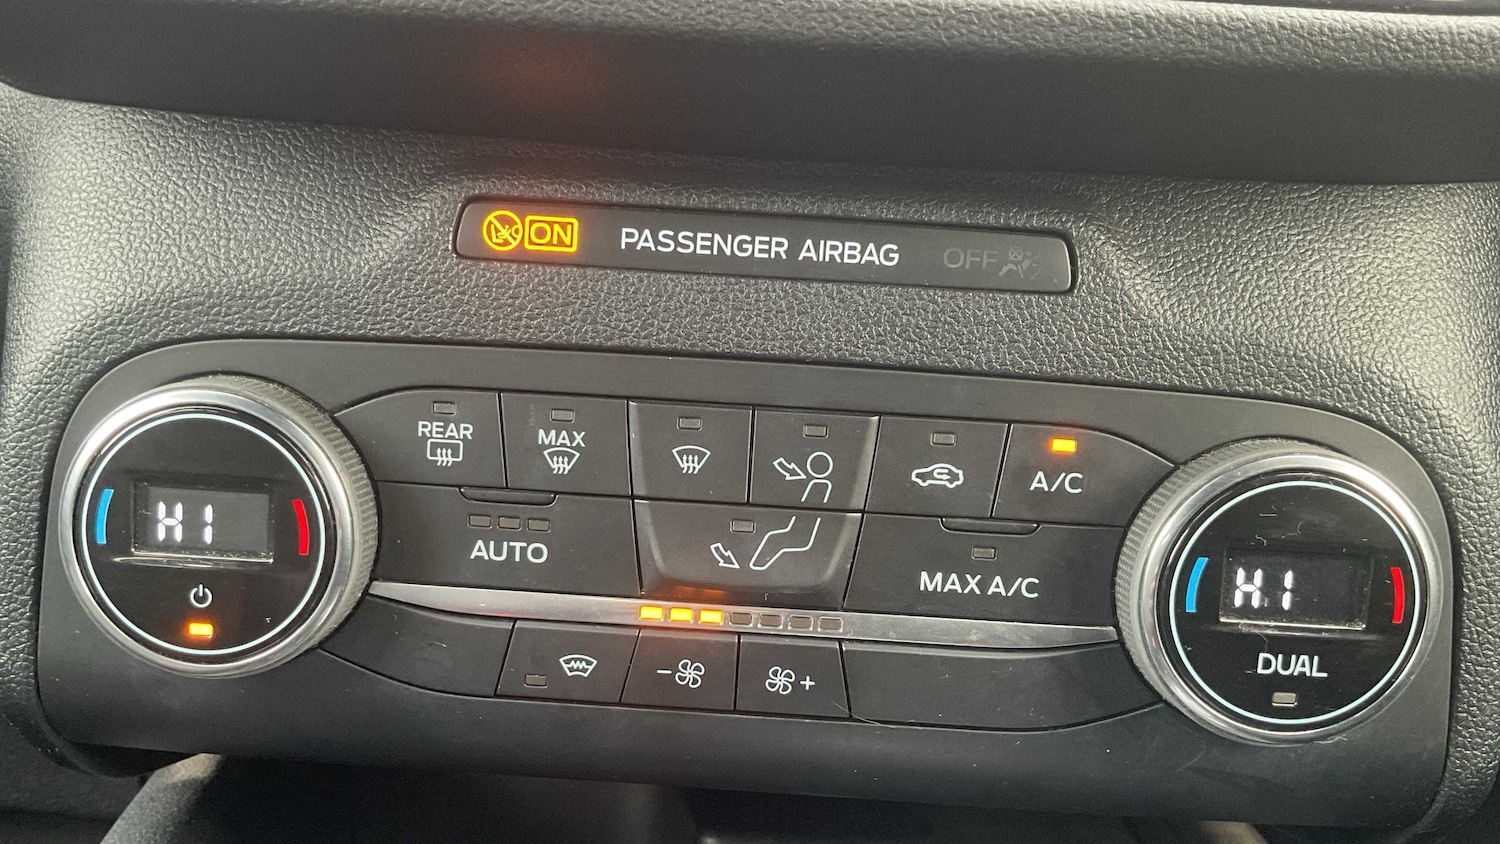 ON PASSENGER AIRBAG OFF
REAR
MAX
A/C
HI
AUTO
MAX A/C
HI
DUAL